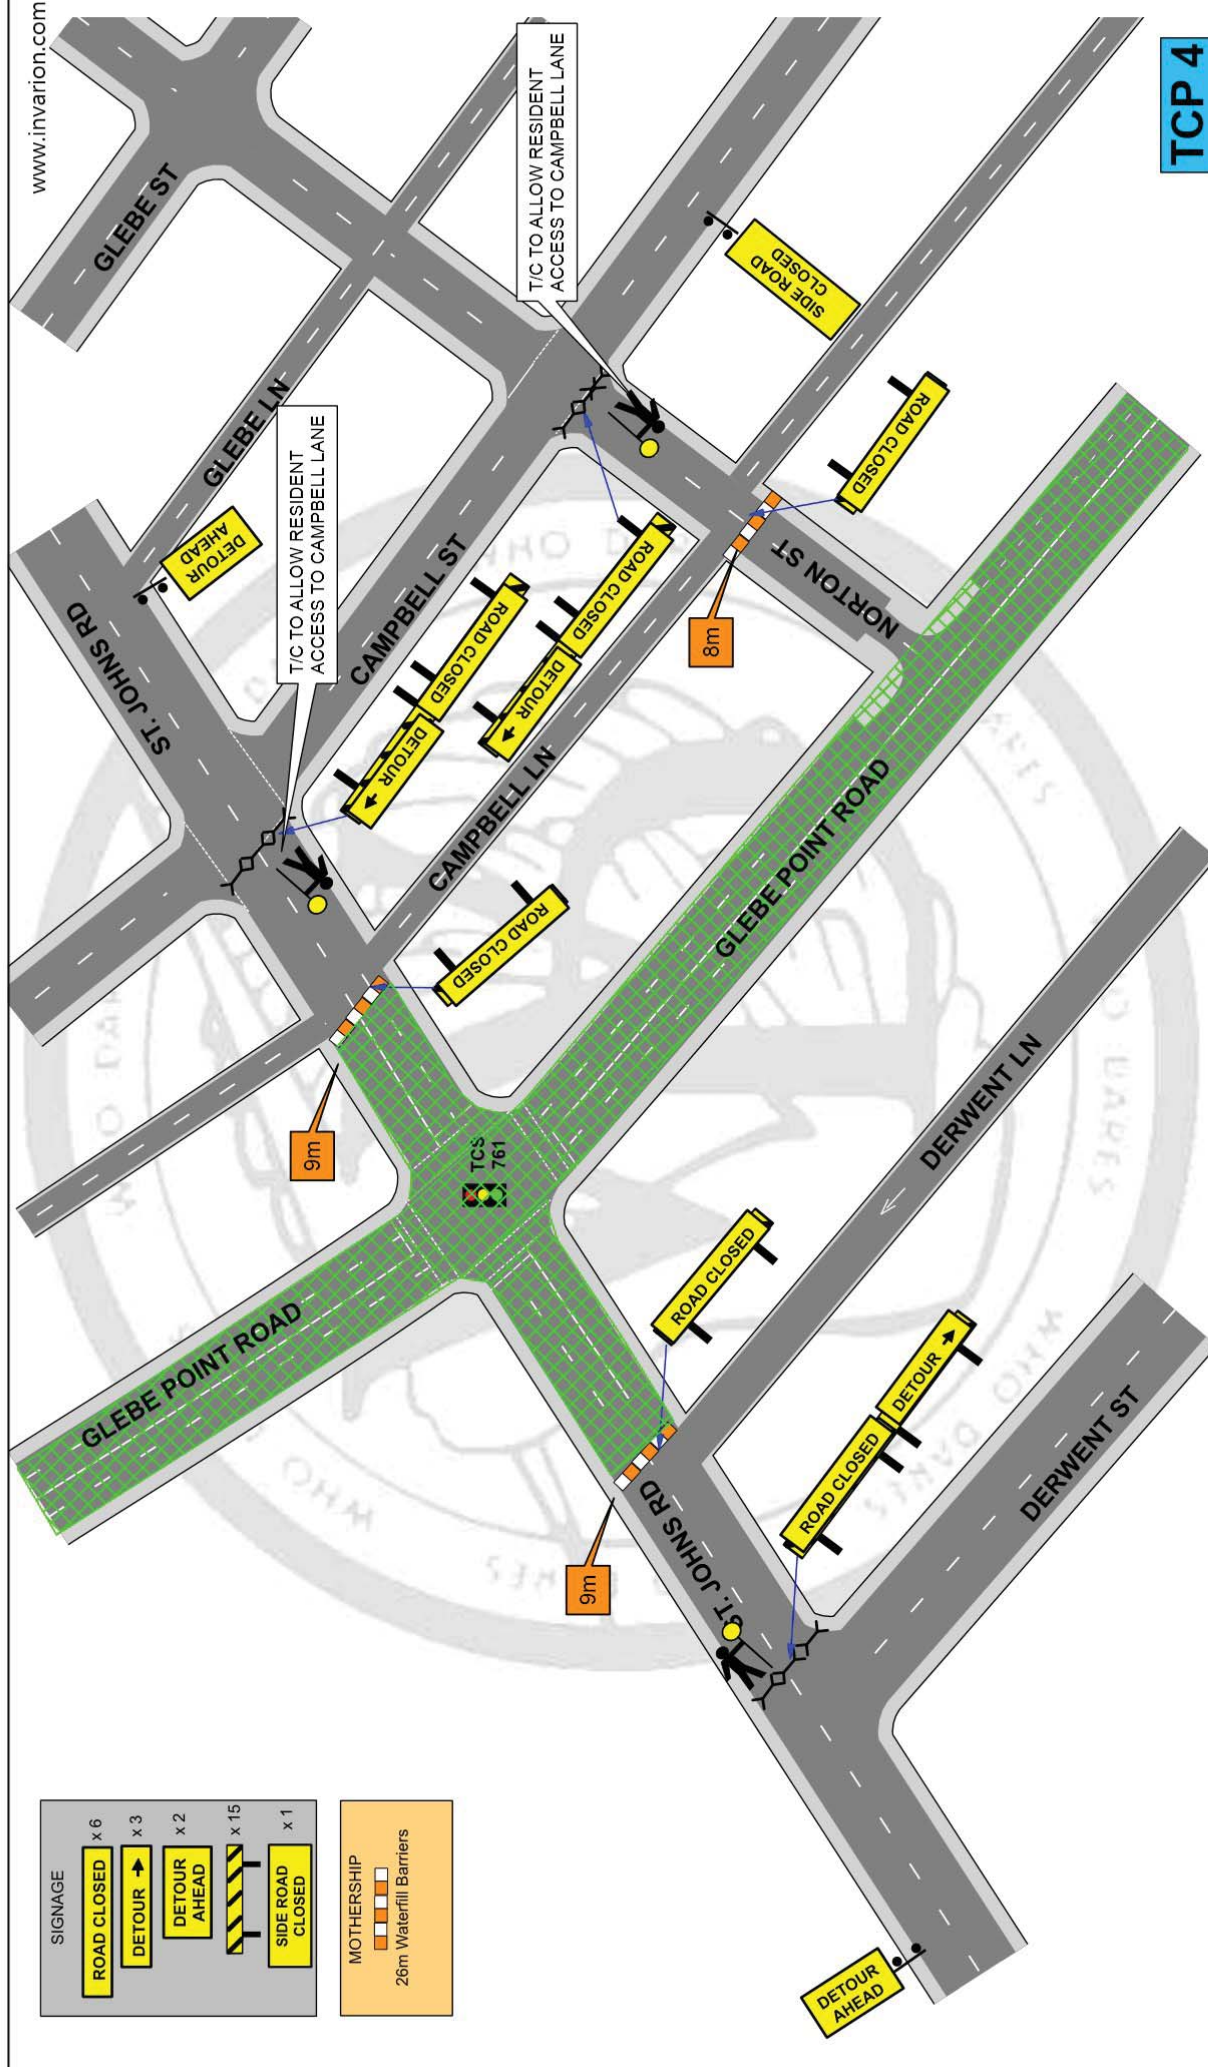 www.invarion.com
SIGNAGE
ROAD CLOSED
x 6
DETOUR
x 3
DETOUR
AHEAD
x 2
x 15
SIDE ROAD
CLOSED
x 1
MOTHERSHIP
26m Waterfill Barriers
GLEBE POINT ROAD
GLEBE ST
ST. JOHNS RD
DETOUR
AHEAD
GLEBE LN
T/C TO ALLOW RESIDENT
ACCESS TO CAMPBELL LANE
9m
CAMPBELL ST
DETOUR
ROAD CLOSED
ROAD CLOSED
CAMPBELL LN
DETOUR
ROAD CLOSED
T/C TO ALLOW RESIDENT
ACCESS TO CAMPBELL LANE
TCS
761
9m
ST. JOHNS RD
ROAD CLOSED
8m
NORTON ST
SIDE ROAD
CLOSED
ROAD CLOSED
GLEBE POINT ROAD
ROAD CLOSED
DETOUR
DETOUR
AHEAD
DERWENT LN
DERWENT ST
TCP 4